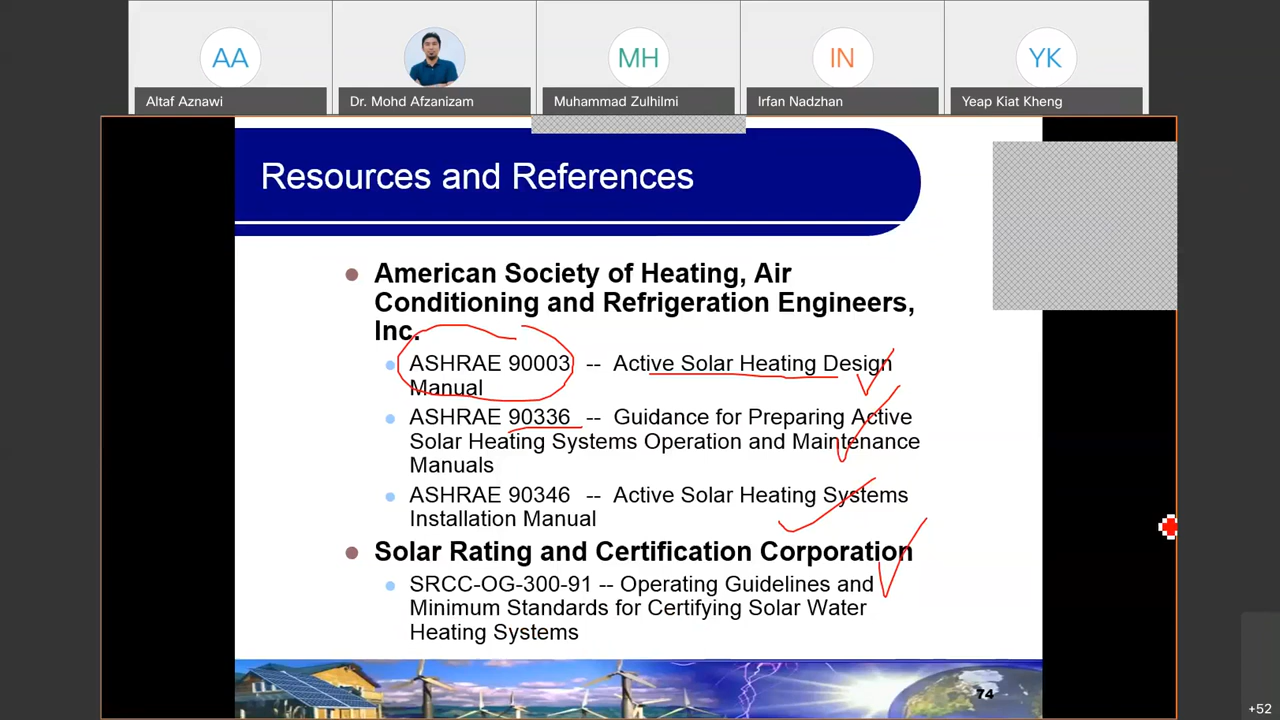 AA
MH
IN
YK
Altaf Aznawi
Dr. Mohd Afzanizam
Muhammad Zulhilmi
Irfan Nadzhan
Yeap Kiat Kheng
Resources and References
American Society of Heating, Air
Conditioning and Refrigeration Engineers,
Inc.
ASHRAE 90003 -- Active Solar Heating Design
Manual
ASHRAE 90336 -- Guidance for Preparing Active
Solar Heating Systems Operation and Maintenance
Manuals
ASHRAE 90346 -- Active Solar Heating Systems
Installation Manual
Solar Rating and Certification Corporation
SRCC-OG-300-91 -- Operating Guidelines and
Minimum Standards for Certifying Solar Water
Heating Systems
74
+52